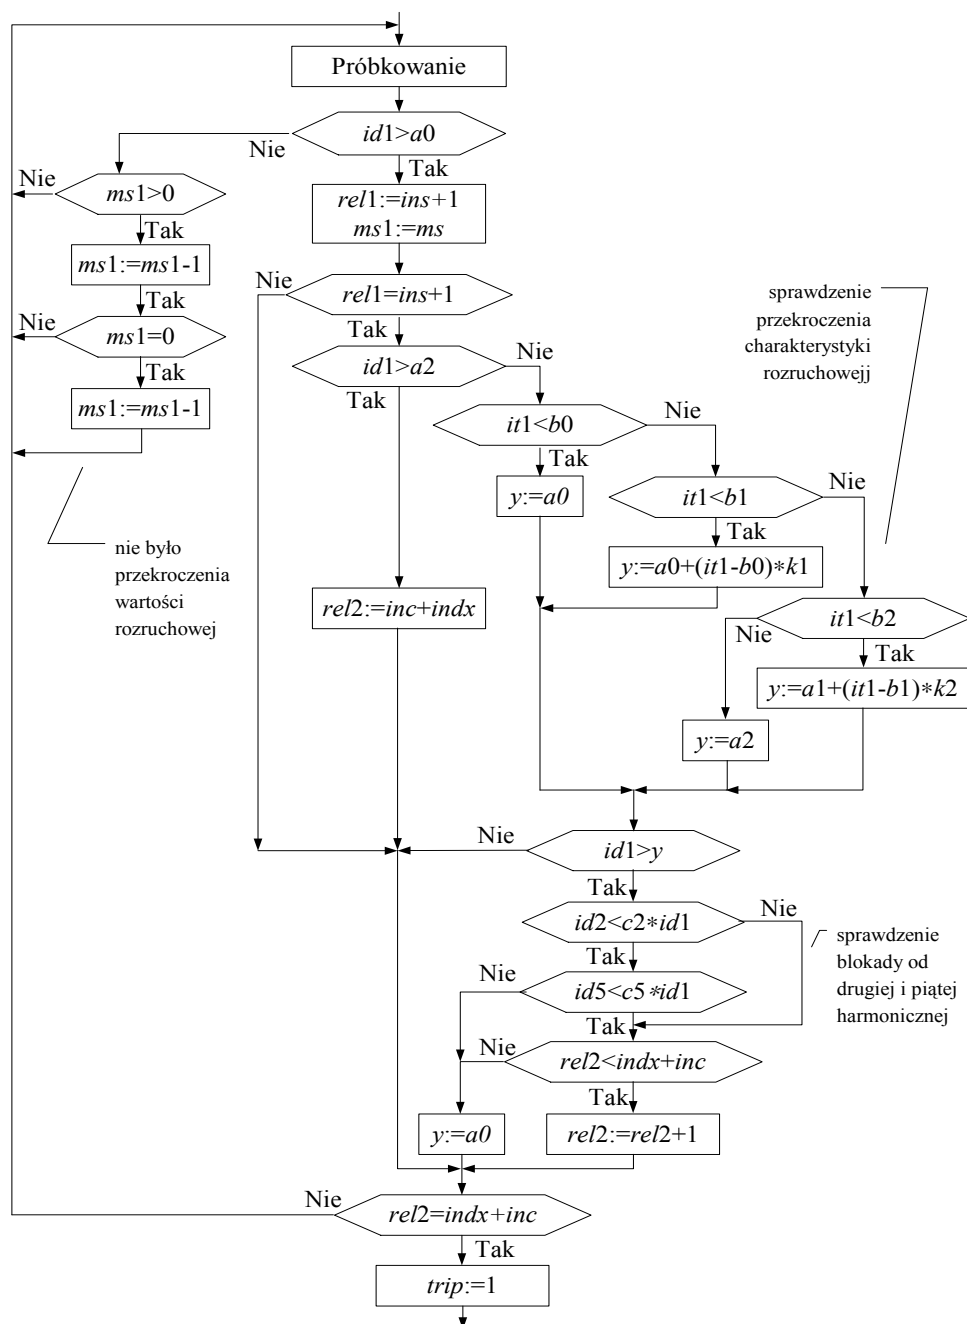 Próbkowanie
id1>a0
Nie
Tak
Nie
ms1>0
rel1:=ins+1
ms1:=ms
Tak
ms1:=ms1-1
Nie
rel1=ins+1
Tak
Nie
ms1=0
Tak
Tak
ms1:=ms1-1
id1>a2
Nie
Tak
sprawdzenie
przekroczenia
charakterystyki
rozruchowejj
it1<b0
Nie
Tak
y:=a0
it1<b1
Nie
Tak
y:=a0+(it1-b0)*k1
nie było
przekroczenia
wartości
rozruchowej
rel2:=inc+indx
it1<b2
Nie
Tak
y:=a1+(it1-b1)*k2
y:=a2
Nie
id1>y
Tak
id2<c2*id1
Nie
Tak
sprawdzenie
blokady od
drugiej i piątej
harmonicznej
Nie
id5<c5*id1
Tak
Nie
rel2<indx+inc
Tak
y:=a0
rel2:=rel2+1
Nie
rel2=indx+inc
Tak
trip:=1